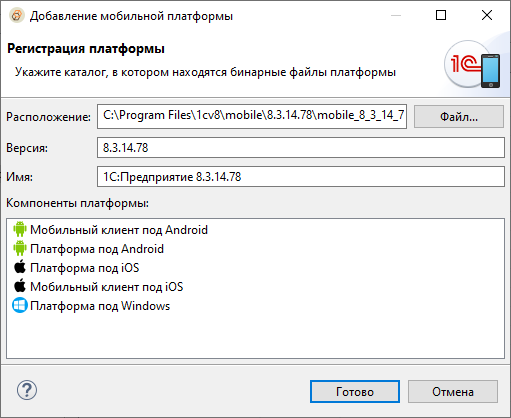 Добавление мобильной платформы
Регистрация платформы
Укажите каталог, в котором находятся бинарные файлы платформы
1С
Расположение: C:\Program Files\1cv8\mobile\8.3.14.78\mobile_8_3_14_7 Файл...
Версия: 8.3.14.78
Имя: 1С:Предприятие 8.3.14.78
Компоненты платформы:
Мобильный клиент под Android
Платформа под Android
Платформа под iOS
Мобильный клиент под iOS
Платформа под Windows
? Готово Отмена